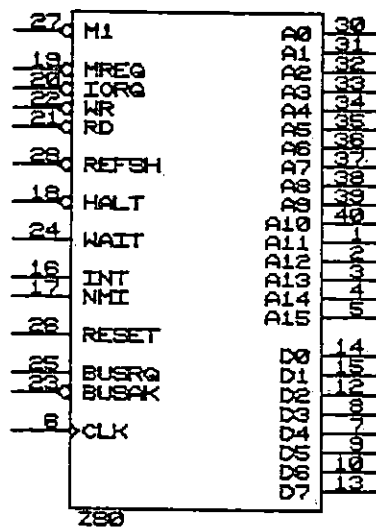 27 M1 A0 30
A1 31
19 MREQ A2 32
20 IORQ A3 33
22 WR A4 34
21 RD A5 35
A6 36
28 REFSH A7 37
A8 38
18 HALT A9 39
A10 40
24 WAIT A11 1
A12 2
16 INT A13 3
17 NMI A14 4
A15 5
26 RESET
D0 14
25 BUSRQ D1 15
23 BUSAK D2 12
D3 8
6 CLK D4 7
D5 9
D6 10
D7 13
Z80